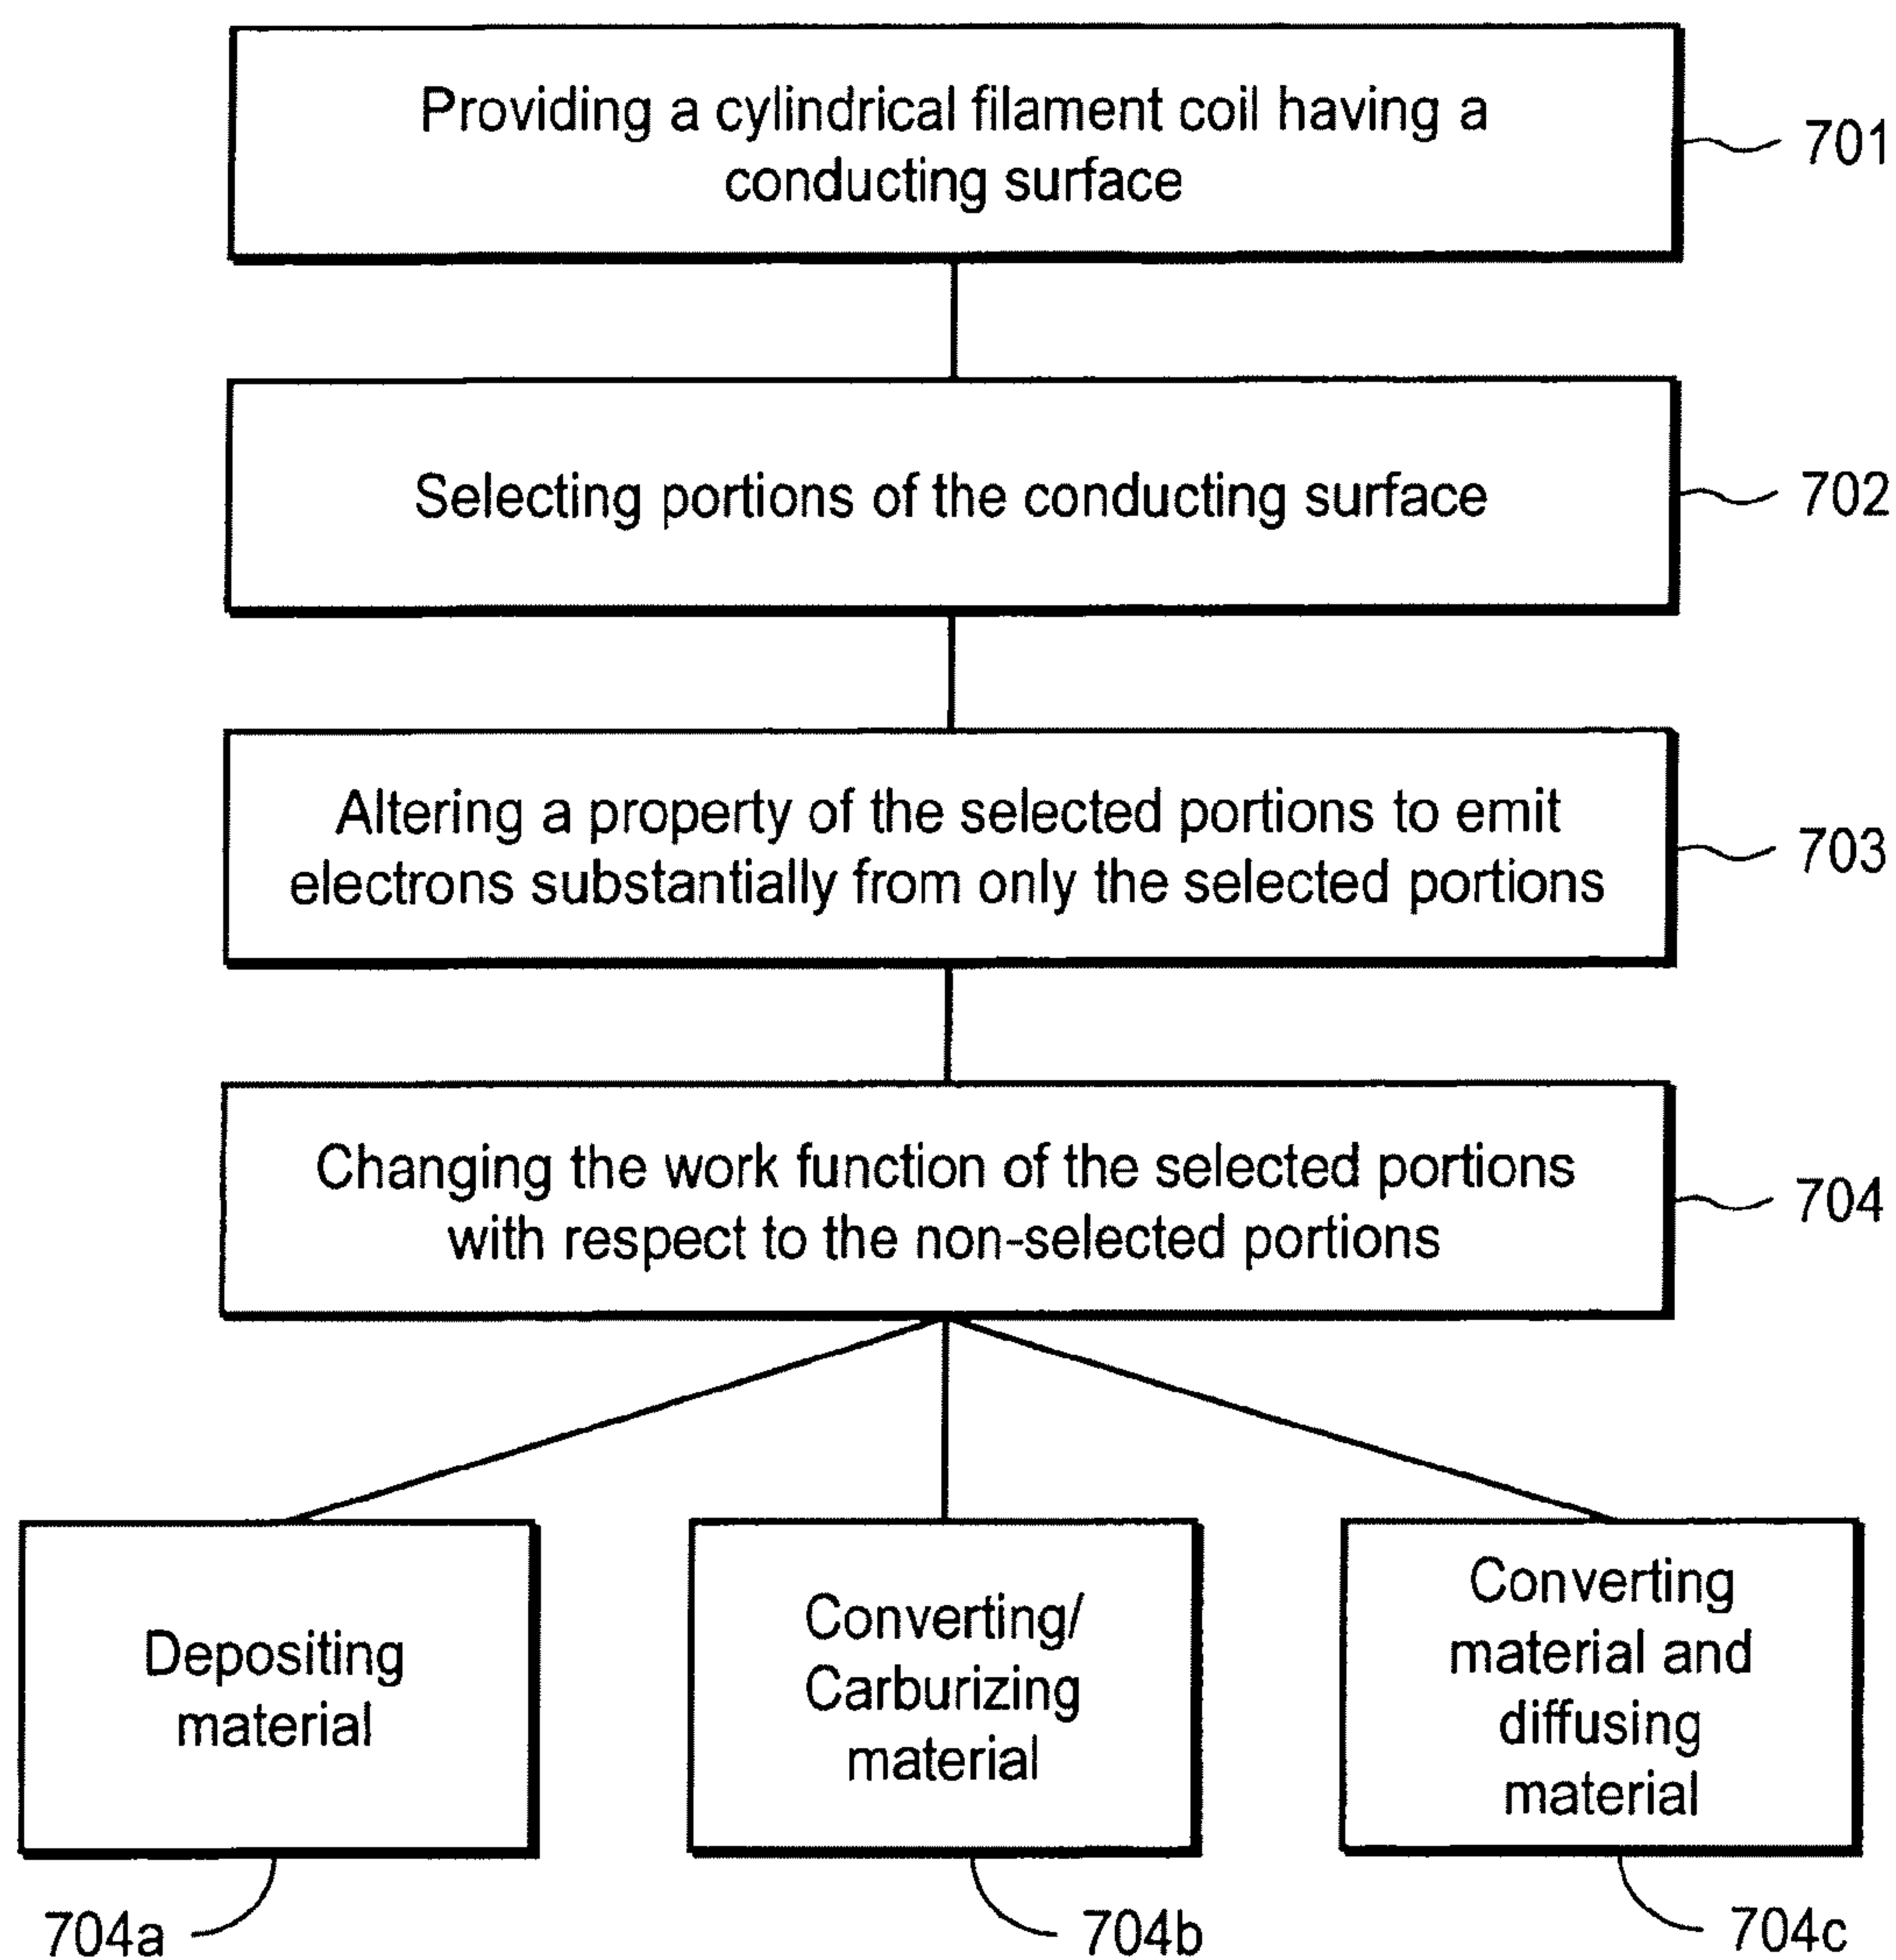 Providing a cylindrical filament coil having a
conducting surface
701
Selecting portions of the conducting surface
702
Altering a property of the selected portions to emit
electrons substantially from only the selected portions
703
Changing the work function of the selected portions
with respect to the non-selected portions
704
Depositing
material
704a
Converting/
Carburizing
material
704b
Converting
material and
diffusing
material
704c